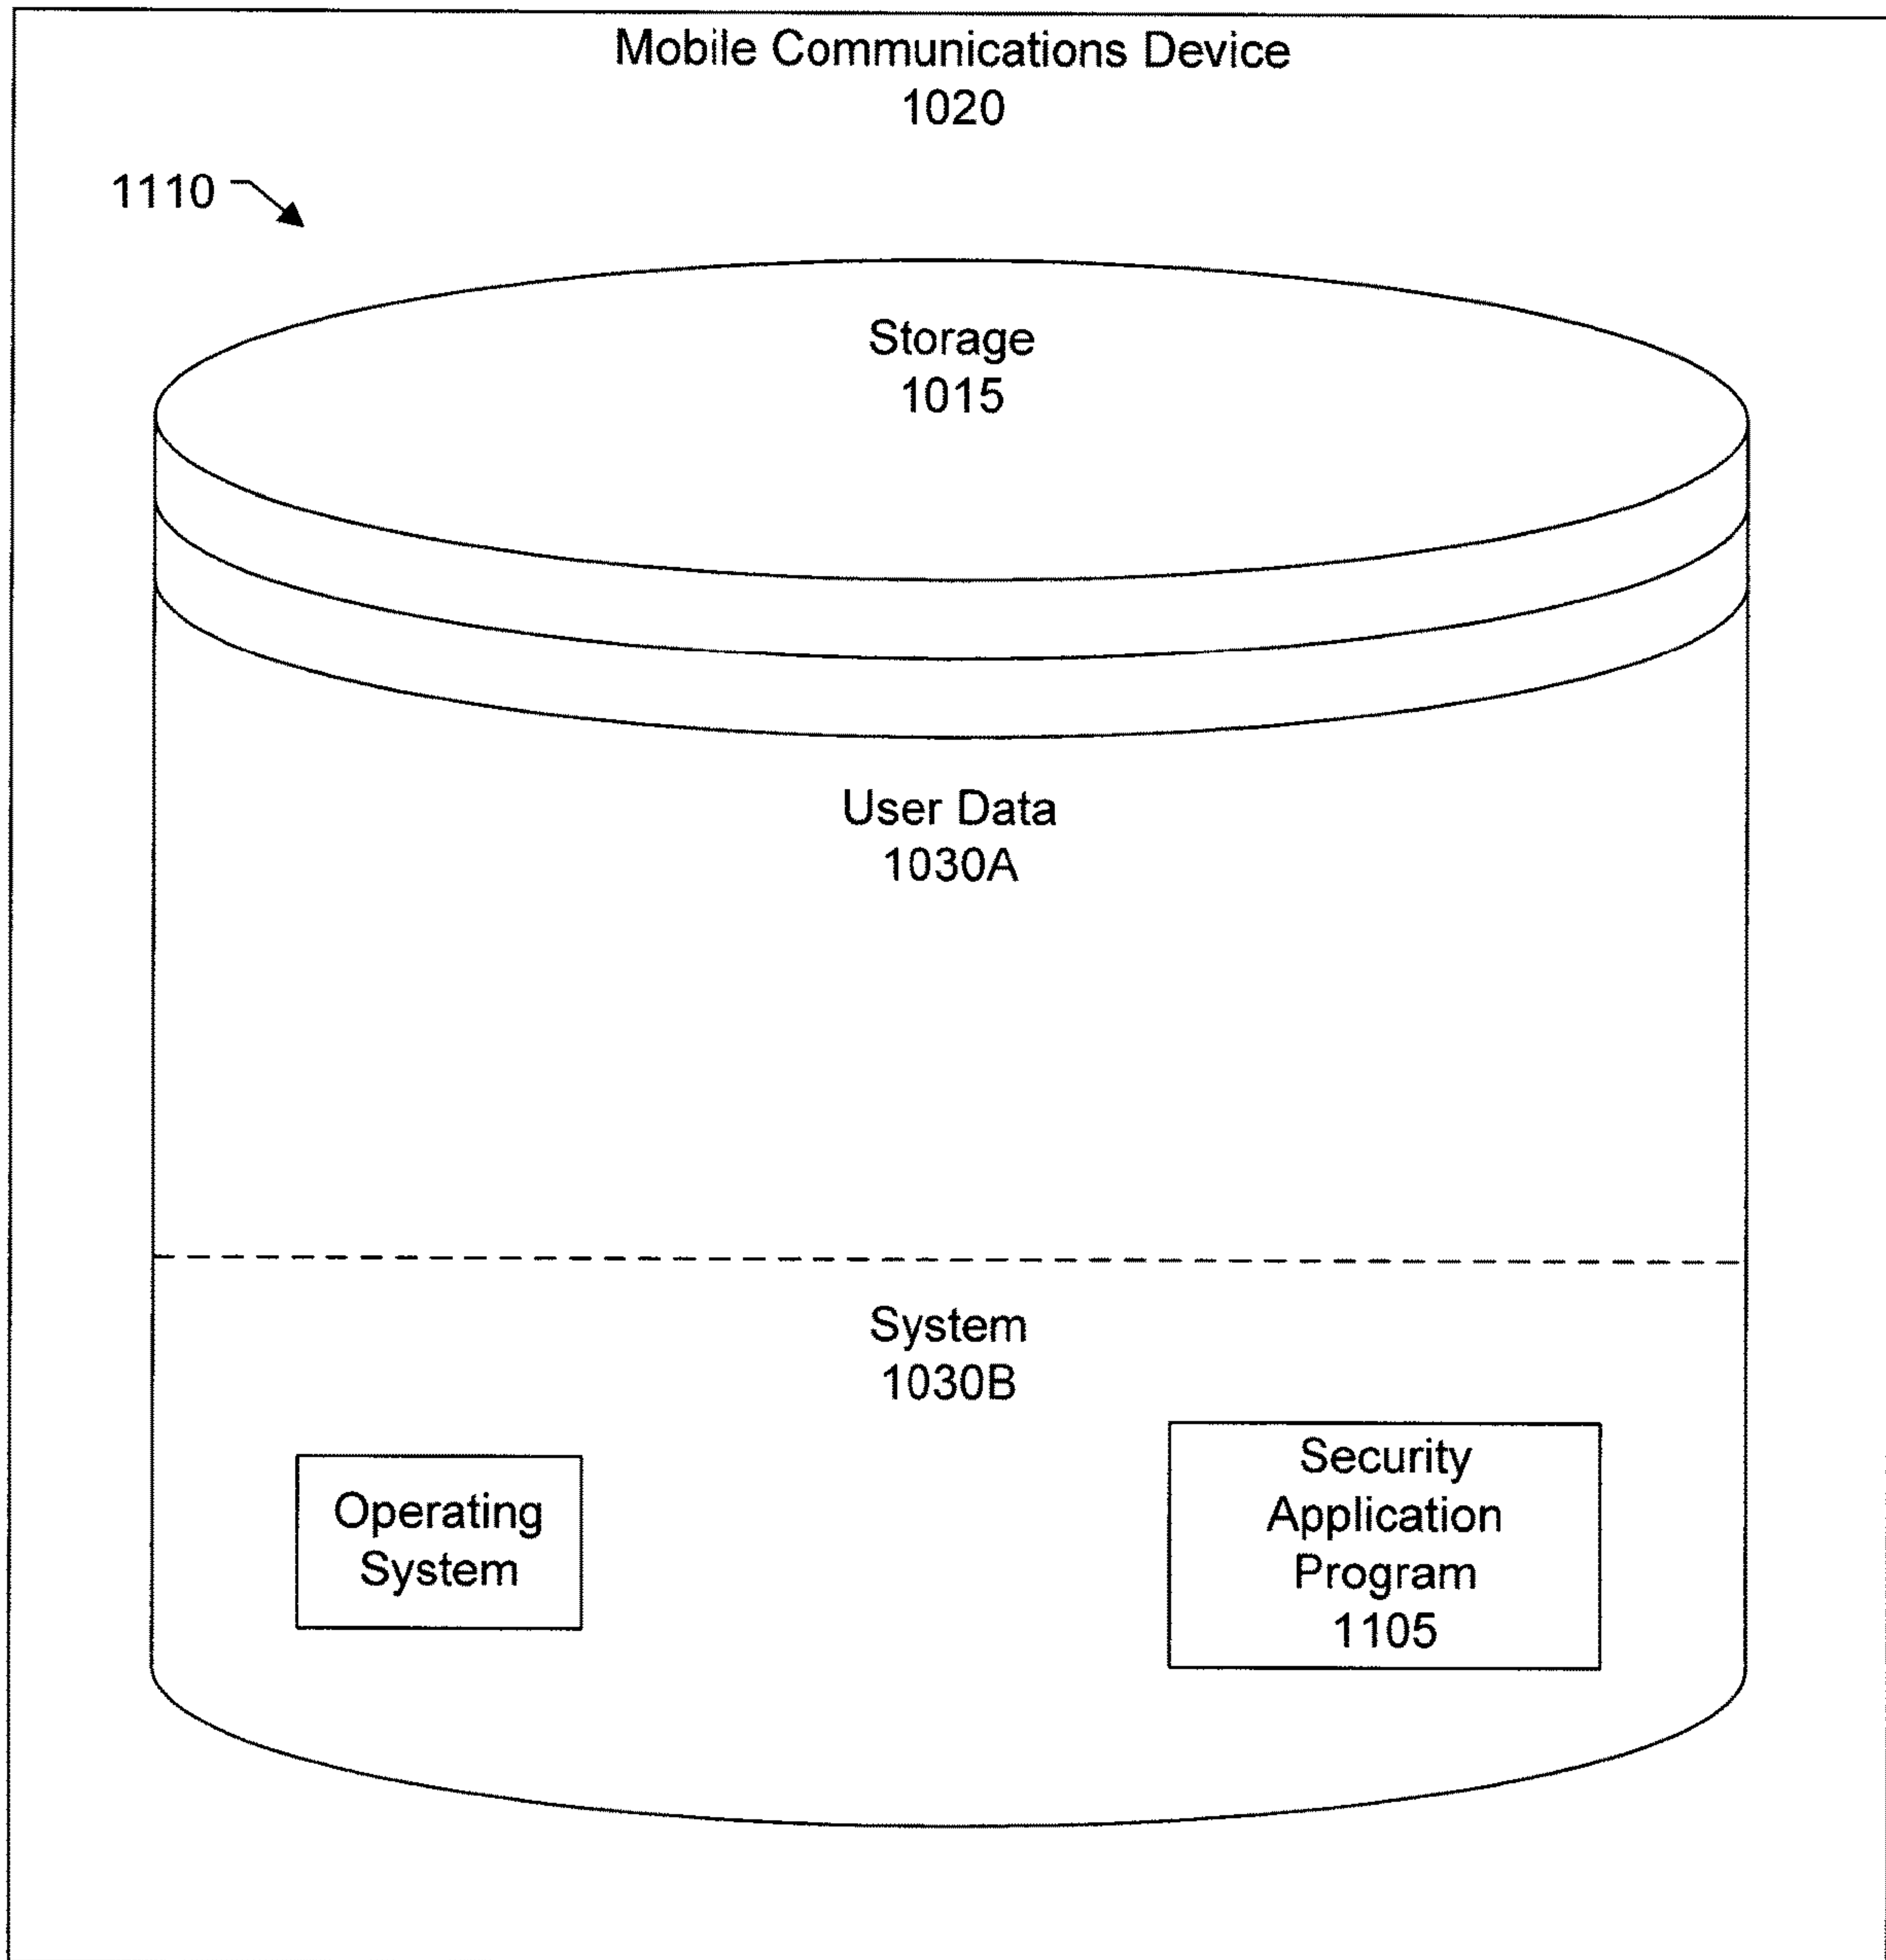 Mobile Communications Device
1020
1110
Storage
1015
User Data
1030A
System
1030B
Operating
System
Security
Application
Program
1105